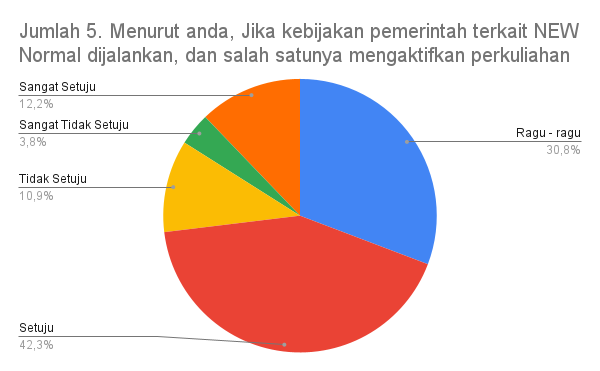 Jumlah 5. Menurut anda, Jika kebijakan pemerintah terkait NEW
Normal dijalankan, dan salah satunya mengaktifkan perkuliahan
Sangat Setuju
12,2%
Sangat Tidak Setuju
3,8%
Ragu - ragu
30,8%
Tidak Setuju
10,9%
Setuju
42,3%